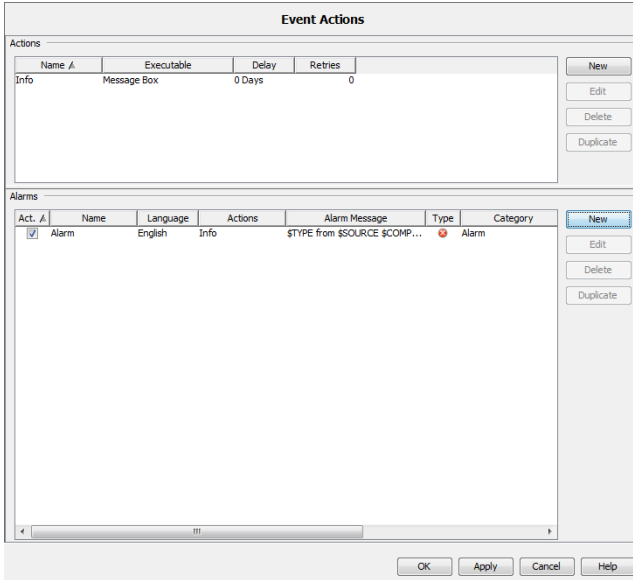 Event Actions
Actions
Name Executable Delay Retries
Info Message Box 0 Days 0
New
Edit
Delete
Duplicate
Alarms
Act. Name Language Actions Alarm Message Type Category
Alarm English Info $TYPE from $SOURCE $COMP... Alarm
New
Edit
Delete
Duplicate
OK Apply Cancel Help